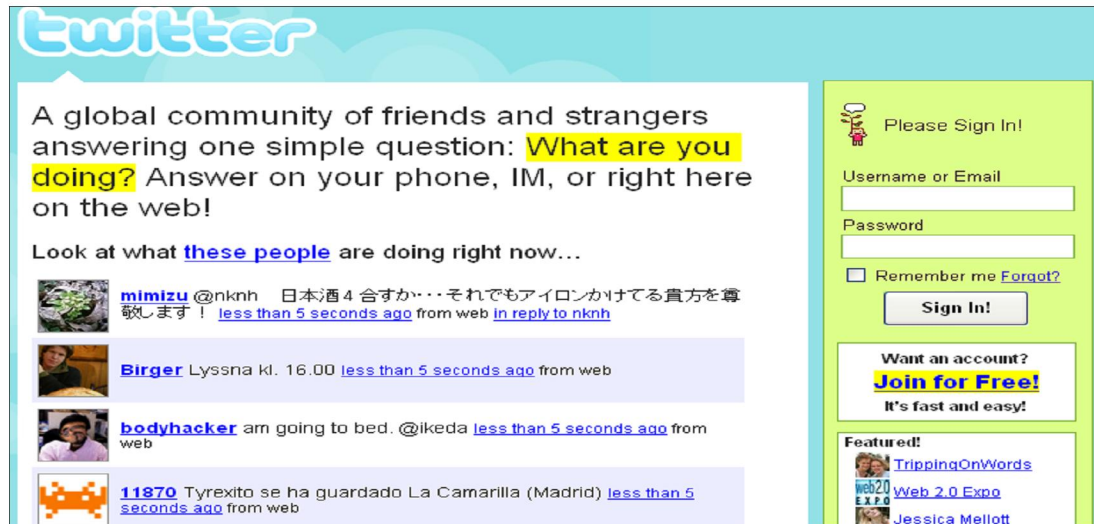 twitter
A global community of friends and strangers
answering one simple question: What are you
doing? Answer on your phone, IM, or right here
on the web!
Look at what these people are doing right now...
mimizu @nknh 日本酒4合すか・・・それでもアイロンかけてる貴方を尊
敬します！ less than 5 seconds ago from web in reply to nknh
Birger Lyssna kl. 16.00 less than 5 seconds ago from web
bodyhacker am going to bed. @ikeda less than 5 seconds ago from
web
11870 Tyrexito se ha guardado La Camarilla (Madrid) less than 5
seconds ago from web
Please Sign In!
Username or Email
Password
Remember me Forgot?
Sign In!
Want an account?
Join for Free!
It's fast and easy!
Featured!
TrippingOnWords
web2.0
EXPO
Web 2.0 Expo
Jessica Mellott